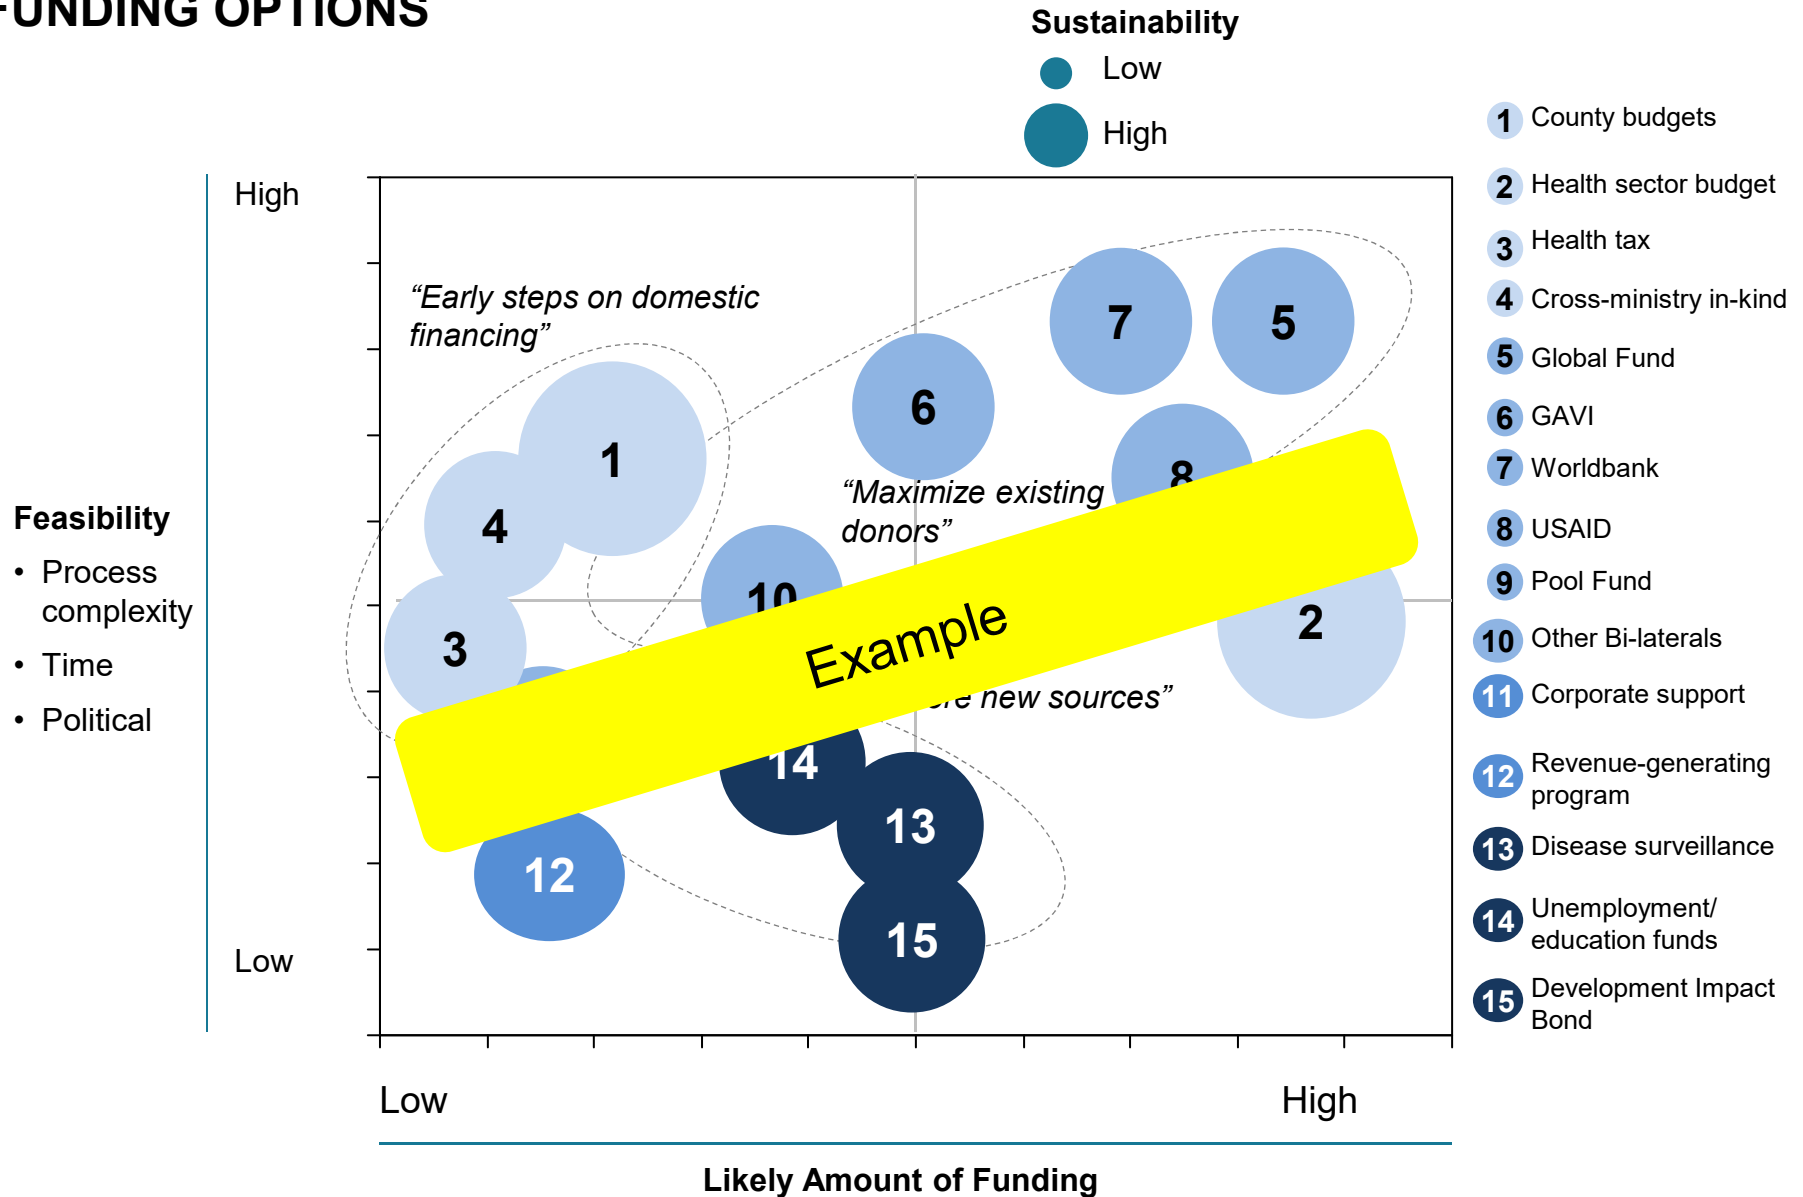 FUNDING OPTIONS
Sustainability
Low
High
1 County budgets
2 Health sector budget
3 Health tax
4 Cross-ministry in-kind
5 Global Fund
6 GAVI
7 Worldbank
8 USAID
9 Pool Fund
10 Other Bi-laterals
11 Corporate support
12 Revenue-generating
program
13 Disease surveillance
14 Unemployment/
education funds
15 Development Impact
Bond
Feasibility
• Process
complexity
• Time
• Political
High
Low
“Early steps on domestic
financing”
7
5
6
1
8
“Maximize existing
donors”
4
10
2
3
Example
new sources”
14
13
12
15
Low
High
Likely Amount of Funding